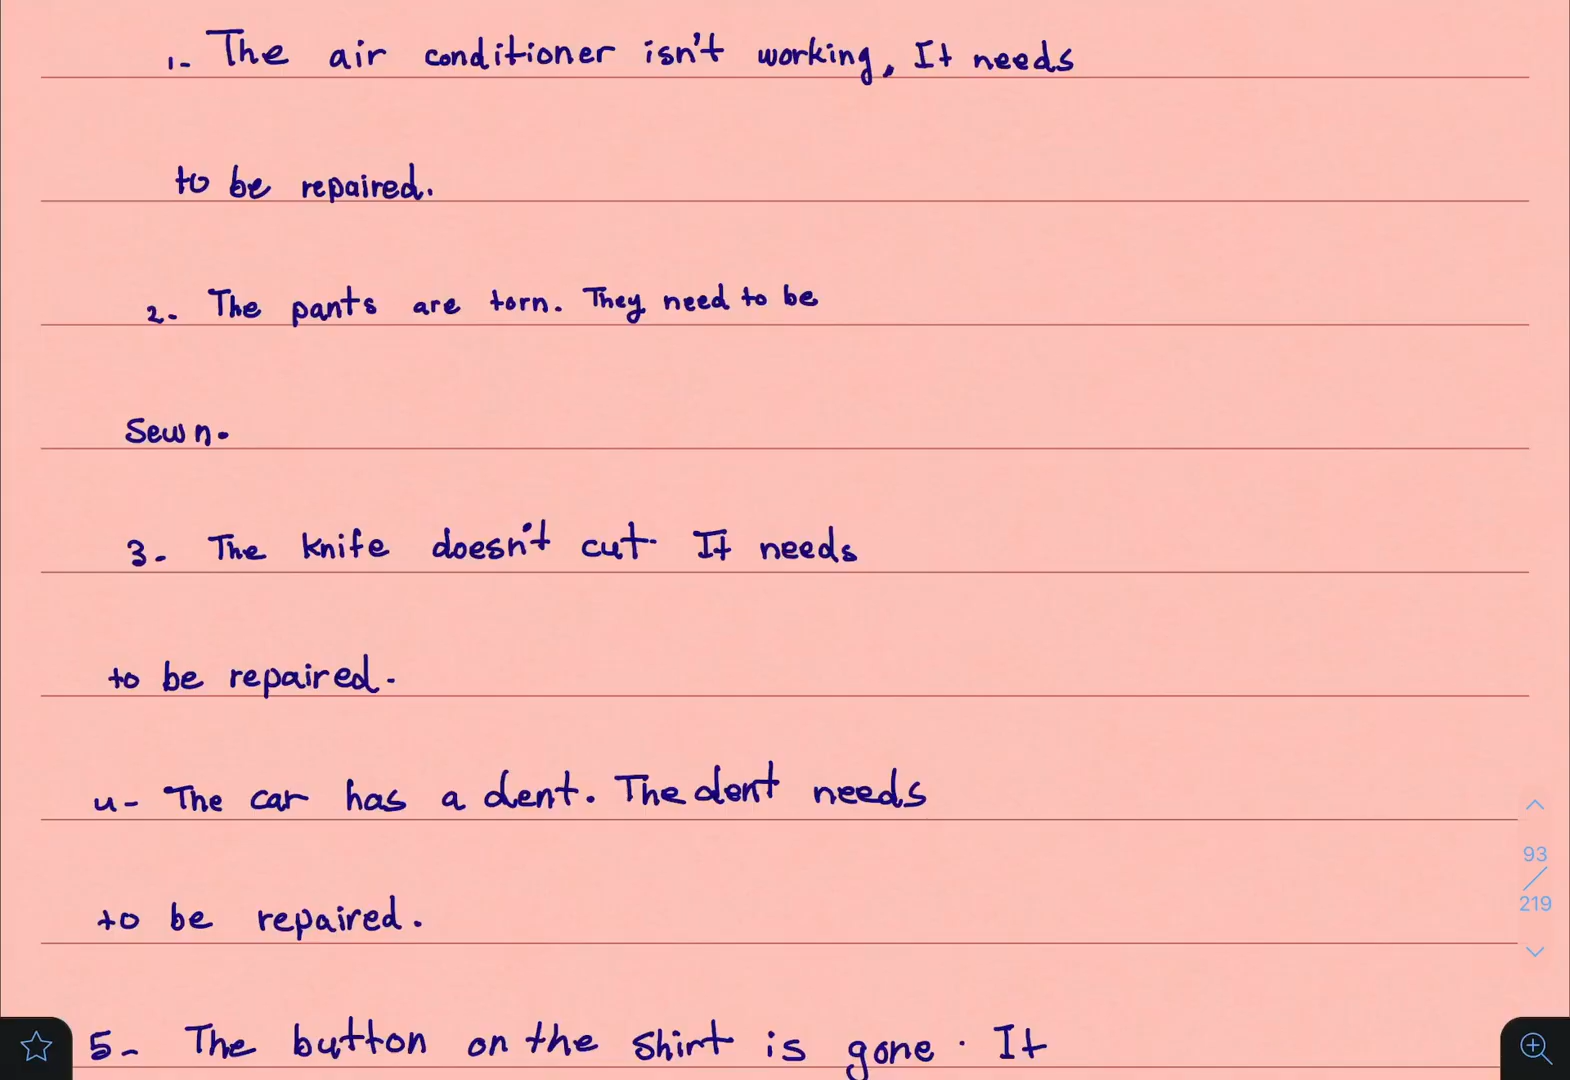 1- The air conditioner isn't working, It needs
to be repaired.
2- The pants are torn. They need to be
Sewn.
3- The knife doesn't cut. It needs
to be repaired.
4- The car has a dent. The dent needs
to be repaired.
93
219
5- The button on the shirt is gone. It